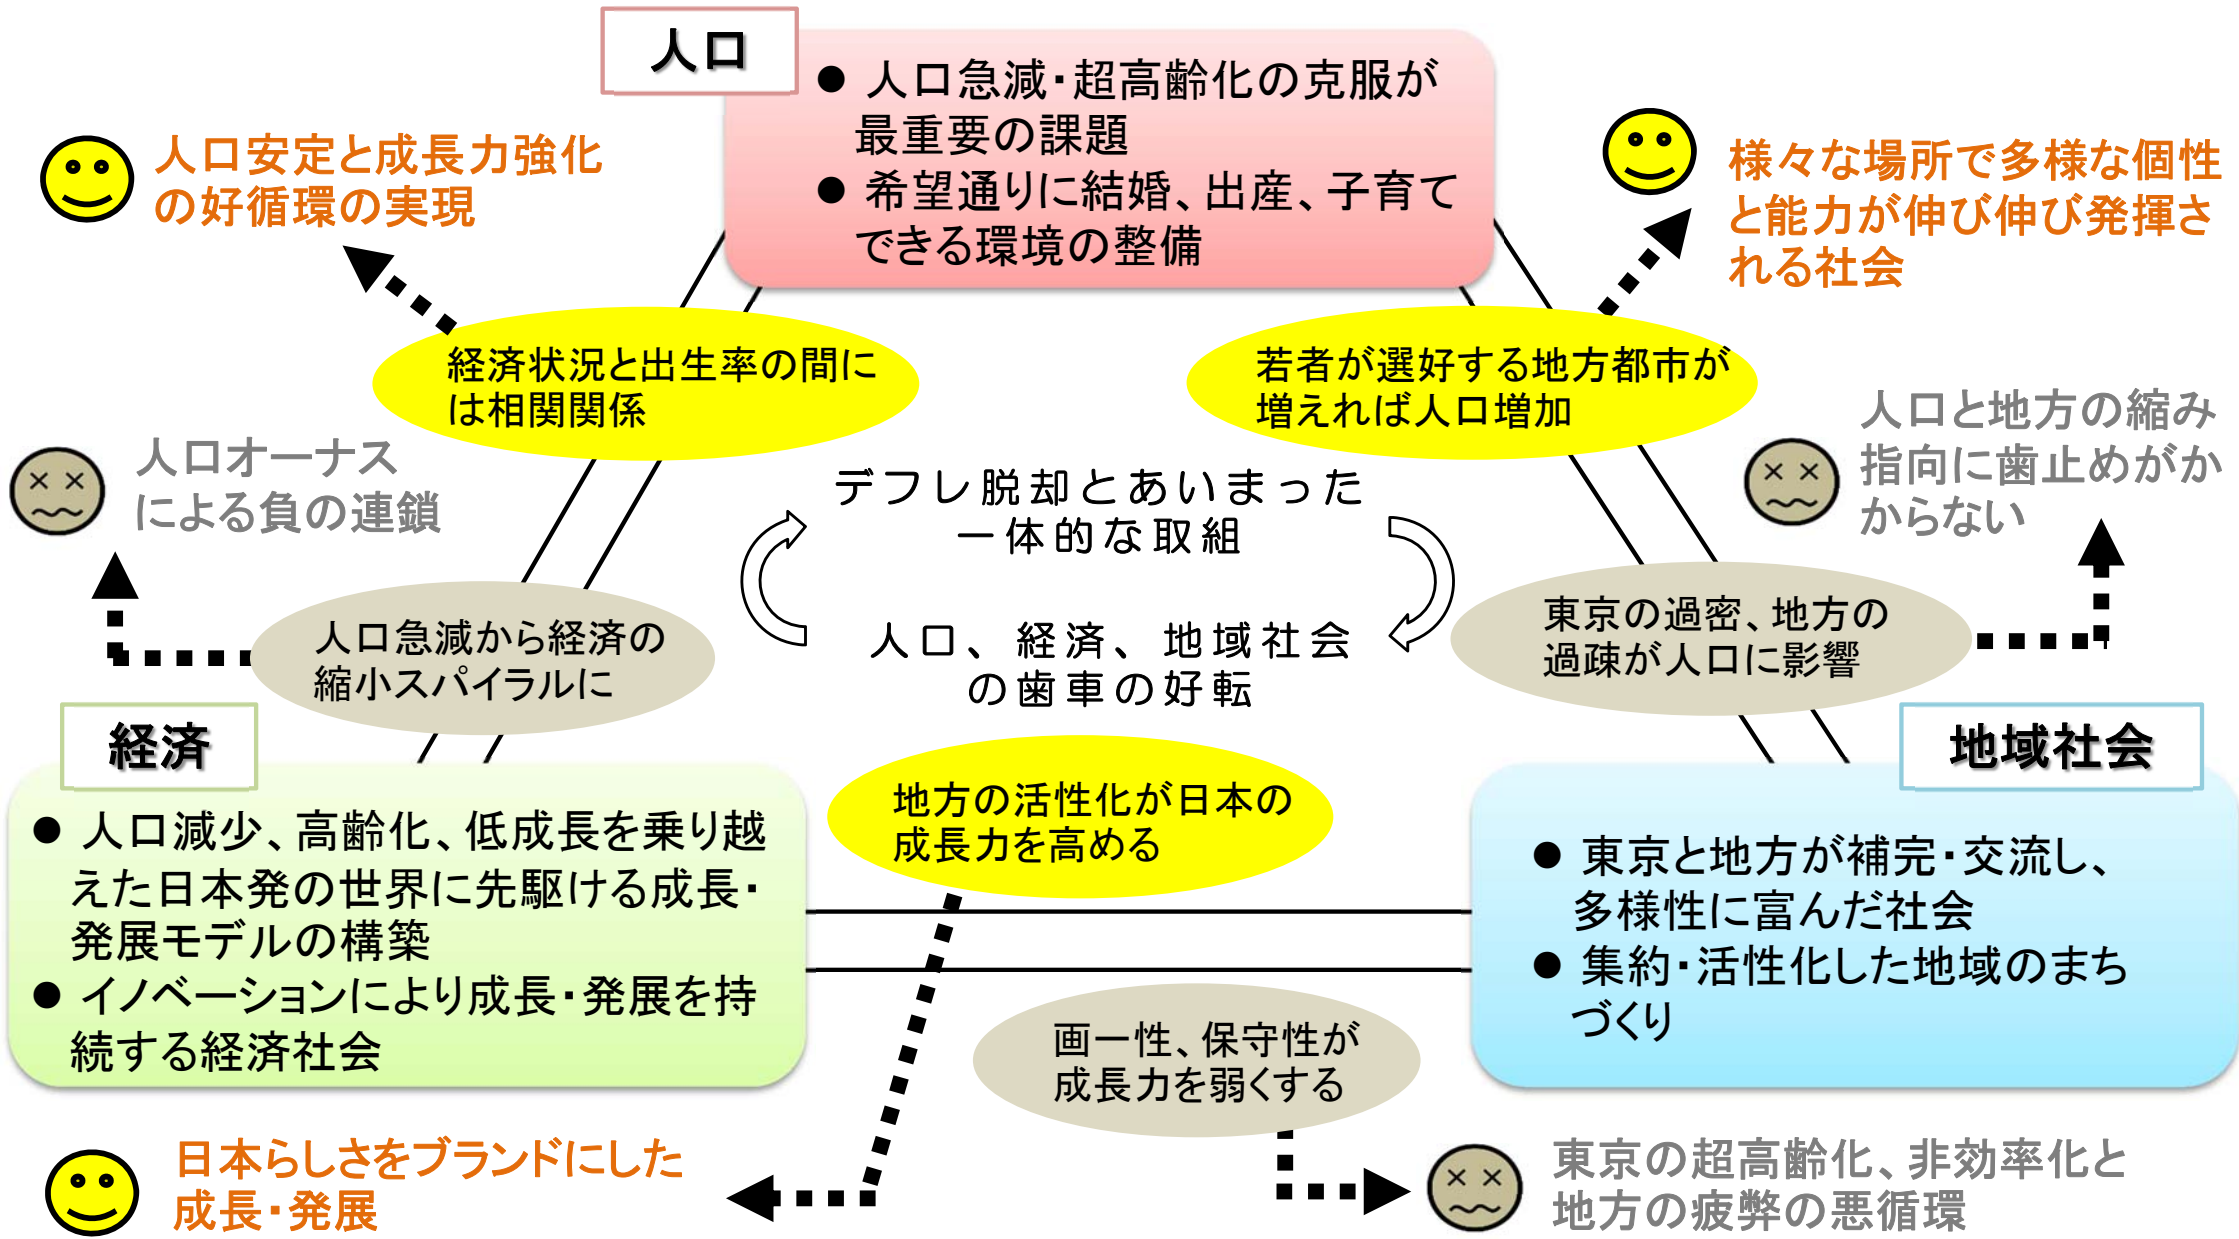 人口
● 人口急減・超高齢化の克服が
最重要の課題
● 希望通りに結婚、出産、子育て
できる環境の整備
人口安定と成長力強化
の好循環の実現
様々な場所で多様な個性
と能力が伸び伸び発揮さ
れる社会
経済状況と出生率の間に
は相関関係
若者が選好する地方都市が
増えれば人口増加
人口オーナス
による負の連鎖
人口と地方の縮み
指向に歯止めがか
からない
デフレ脱却とあいまった
一体的な取組
人口、経済、地域社会
の歯車の好転
人口急減から経済の
縮小スパイラルに
東京の過密、地方の
過疎が人口に影響
経済
● 人口減少、高齢化、低成長を乗り越
えた日本発の世界に先駆ける成長・
発展モデルの構築
● イノベーションにより成長・発展を持
続する経済社会
地方の活性化が日本の
成長力を高める
地域社会
● 東京と地方が補完・交流し、
多様性に富んだ社会
● 集約・活性化した地域のまち
づくり
画一性、保守性が
成長力を弱くする
日本らしさをブランドにした
成長・発展
東京の超高齢化、非効率化と
地方の疲弊の悪循環